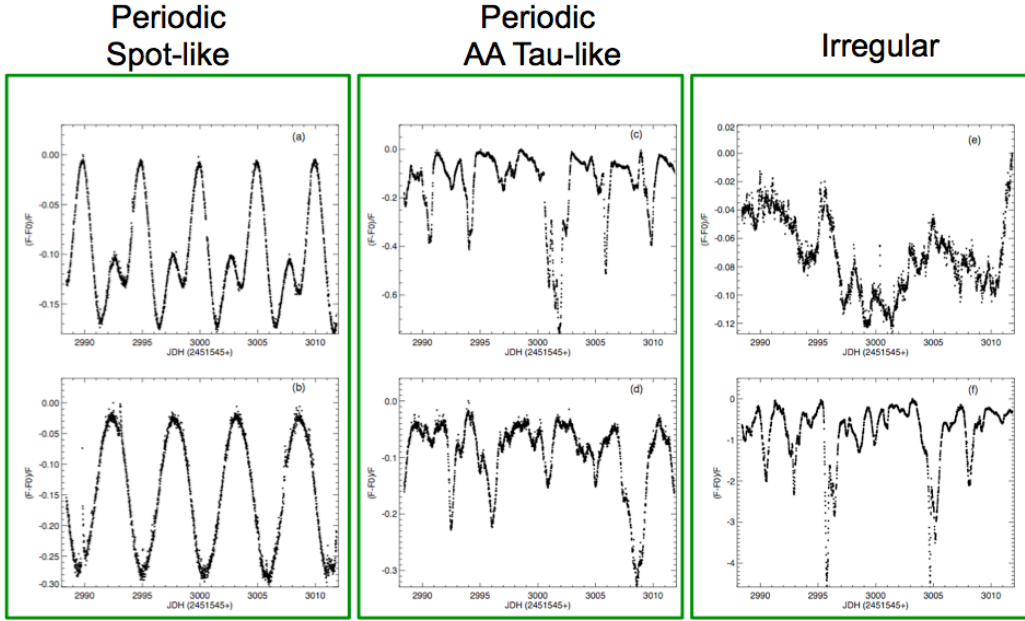 Periodic
Spot-like
Periodic
AA Tau-like
Irregular
(a)
0.00
-0.05
-0.10
-0.15
(F-F0)/F
2990 2995 3000 3005 3010
JDH (2451545+)
(c)
0.0
-0.2
-0.4
-0.6
(F-F0)/F
2990 2995 3000 3005 3010
JDH (2451545+)
(e)
0.02
0.00
-0.02
-0.04
-0.06
-0.08
-0.10
-0.12
(F-F0)/F
2990 2995 3000 3005 3010
JDH (2451545+)
(b)
0.00
-0.05
-0.10
-0.15
-0.20
-0.25
-0.30
(F-F0)/F
2990 2995 3000 3005 3010
JDH (2451545+)
(d)
0.0
-0.1
-0.2
-0.3
(F-F0)/F
2990 2995 3000 3005 3010
JDH (2451545+)
(f)
0
-1
-2
-3
-4
(F-F0)/F
2990 2995 3000 3005 3010
JDH (2451545+)